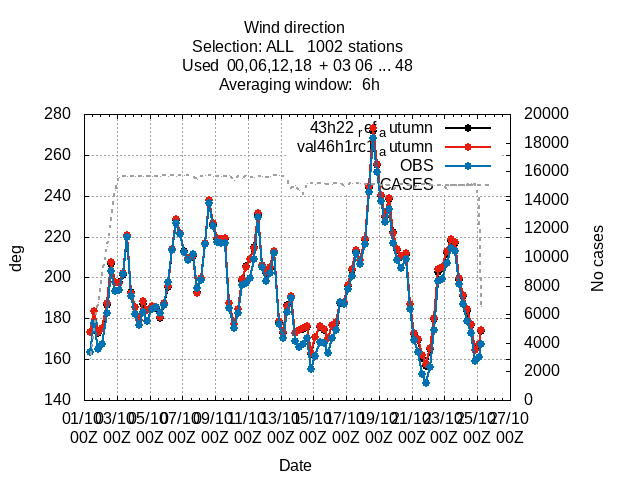 Wind direction
Selection: ALL 1002 stations
Used 00,06,12,18 + 03 06 ... 48
Averaging window: 6h
43h22_ref_autumn
val46h1rc1_autumn
OBS
CASES
deg
280
260
240
220
200
180
160
140
No cases
20000
18000
16000
14000
12000
10000
8000
6000
4000
2000
0
01/10 03/10 05/10 07/10 09/10 11/10 13/10 15/10 17/10 19/10 21/10 23/10 25/10 27/10
00Z 00Z 00Z 00Z 00Z 00Z 00Z 00Z 00Z 00Z 00Z 00Z 00Z 00Z
Date